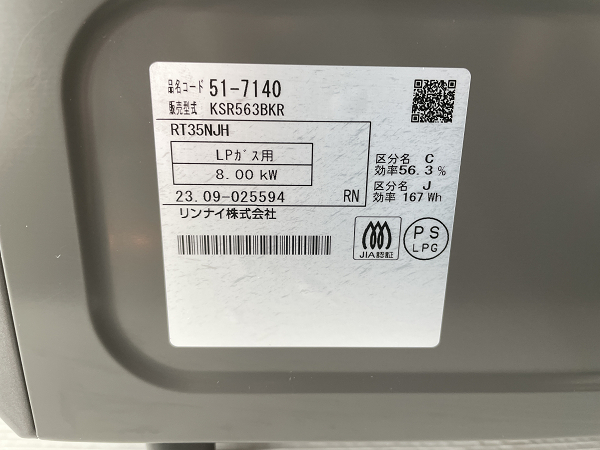 品名コード 51-7140
販売型式 KSR563BKR
RT35NJH
LPガス用
8.00 kW
23.09-025594 RN
リンナイ株式会社
区分名 C
効率56.3 %
区分名 J
効率 167 Wh
JIA認証
PS
LPG